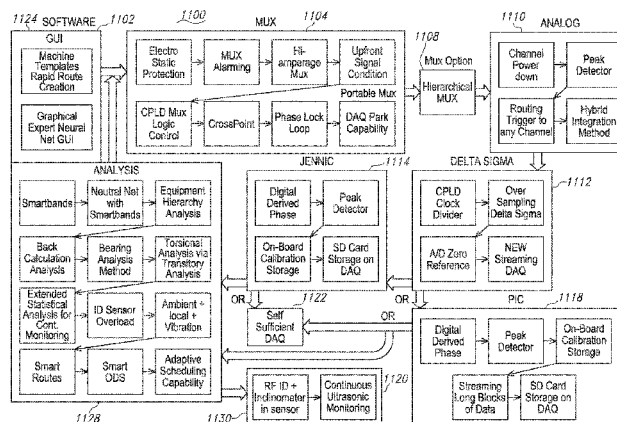 1124
SOFTWARE
1102
GUI
Machine
Templates
Rapid Route
Creation
Graphical
Expert Neural
Net GUI
1100
MUX
1104
Electro
Static
Protection
MUX
Alarming
Hi-
amperage
Mux
Upfront
Signal
Condition
Portable Mux
CPLD Mux
Logic
Control
CrossPoint
Phase Lock
Loop
DAQ Park
Capability
1108
Mux Option
Hierarchical
MUX
1110
ANALOG
Channel
Power
down
Peak
Detector
Routing
Trigger to
any Channel
Hybrid
Integration
Method
ANALYSIS
Smartbands
Neutral Net
with
Smartbands
Equipment
Hierarchy
Analysis
Back
Calculation
Analysis
Bearing
Analysis
Method
Torsional
Analysis via
Transitory
Analysis
Extended
Statistical
Analysis for
Cont.
Monitoring
ID Sensor
Overload
Ambient +
local +
Vibration
Smart
Routes
Smart
ODS
Adaptive
Scheduling
Capability
1128
JENNIC
1114
Digital
Derived
Phase
Peak
Detector
On-Board
Calibration
Storage
SD Card
Storage on
DAQ
DELTA SIGMA
1112
CPLD
Clock
Divider
Over
Sampling
Delta Sigma
A/D Zero
Reference
NEW
Streaming
DAQ
OR
OR
1122
Self
Sufficient
DAQ
OR
PIC
1118
Digital
Derived
Phase
Peak
Detector
On-Board
Calibration
Storage
Streaming
Long Blocks
of Data
SD Card
Storage on
DAQ
1120
RF ID +
Inclinometer
in sensor
Continuous
Ultrasonic
Monitoring
1130